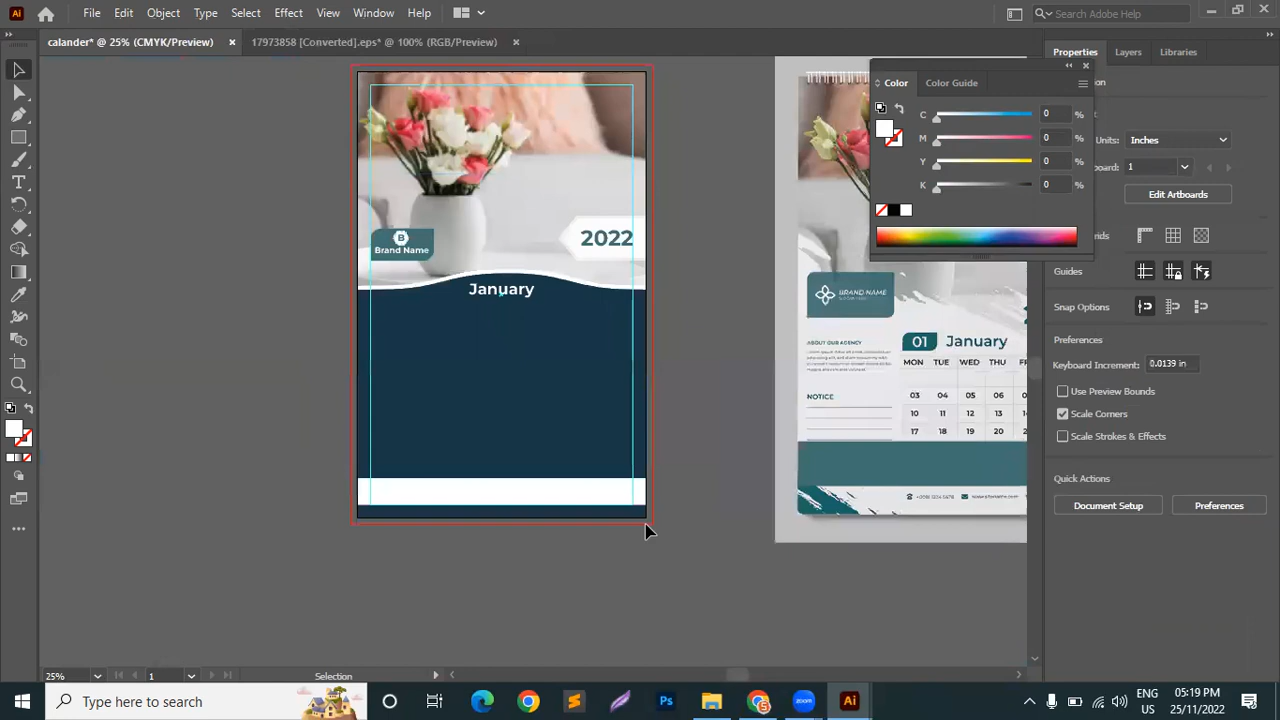 File Edit Object Type Select Effect View Window Help
Search Adobe Help
calander* @ 25% (CMYK/Preview)
17973858 [Converted].eps* @ 100% (RGB/Preview)
Properties Layers Libraries
Color Color Guide
C 0 %
M 0 %
Y 0 %
K 0 %
Units: Inches
1
Edit Artboards
Guides
Snap Options
Preferences
Keyboard Increment: 0.0139 in
Use Preview Bounds
Scale Corners
Scale Strokes & Effects
Quick Actions
Document Setup Preferences
B
Brand Name
2022
January
BRAND NAME
ABOUT OUR AGENCY
01 January
MON TUE WED THU
NOTICE
03 04 05 06
10 11 12 13
17 18 19 20
25% 1 Selection
Type here to search
ENG
US
05:19 PM
25/11/2022